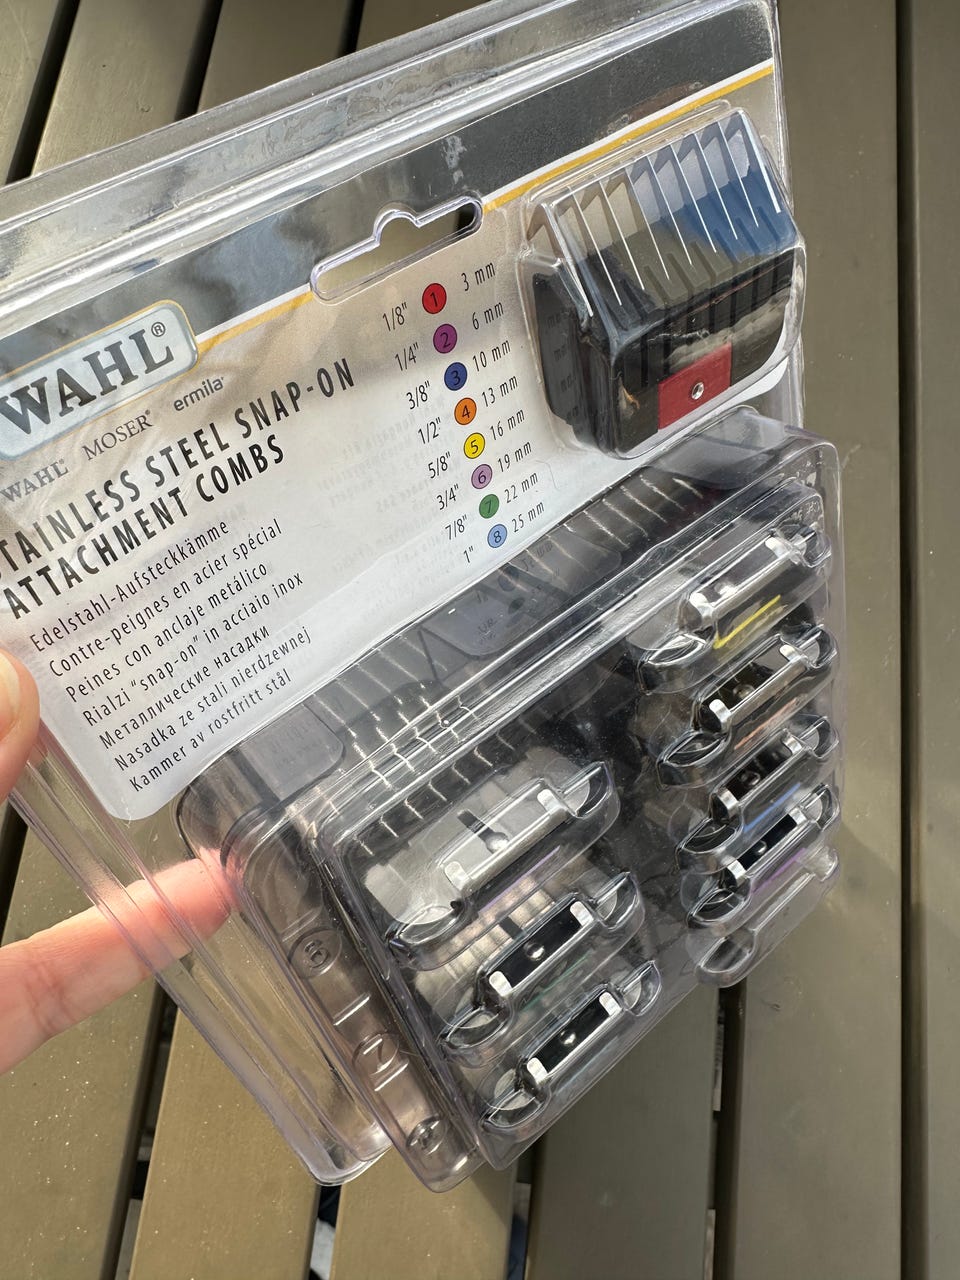 WAHL®
WAHL® MOSER® ermila®
STAINLESS STEEL SNAP-ON
ATTACHMENT COMBS
Edelstahl-Aufsteckkämme
Contre-peignes en acier spécial
Peines con anclaje metálico
Rialzi "snap-on" in acciaio inox
Металлические насадки
Nasadka ze stali nierdzewnej
Kammer av rostfritt stål
1/8" 1 3 mm
1/4" 2 6 mm
3/8" 3 10 mm
1/2" 4 13 mm
5/8" 5 16 mm
3/4" 6 19 mm
7/8" 7 22 mm
1" 8 25 mm
6
7